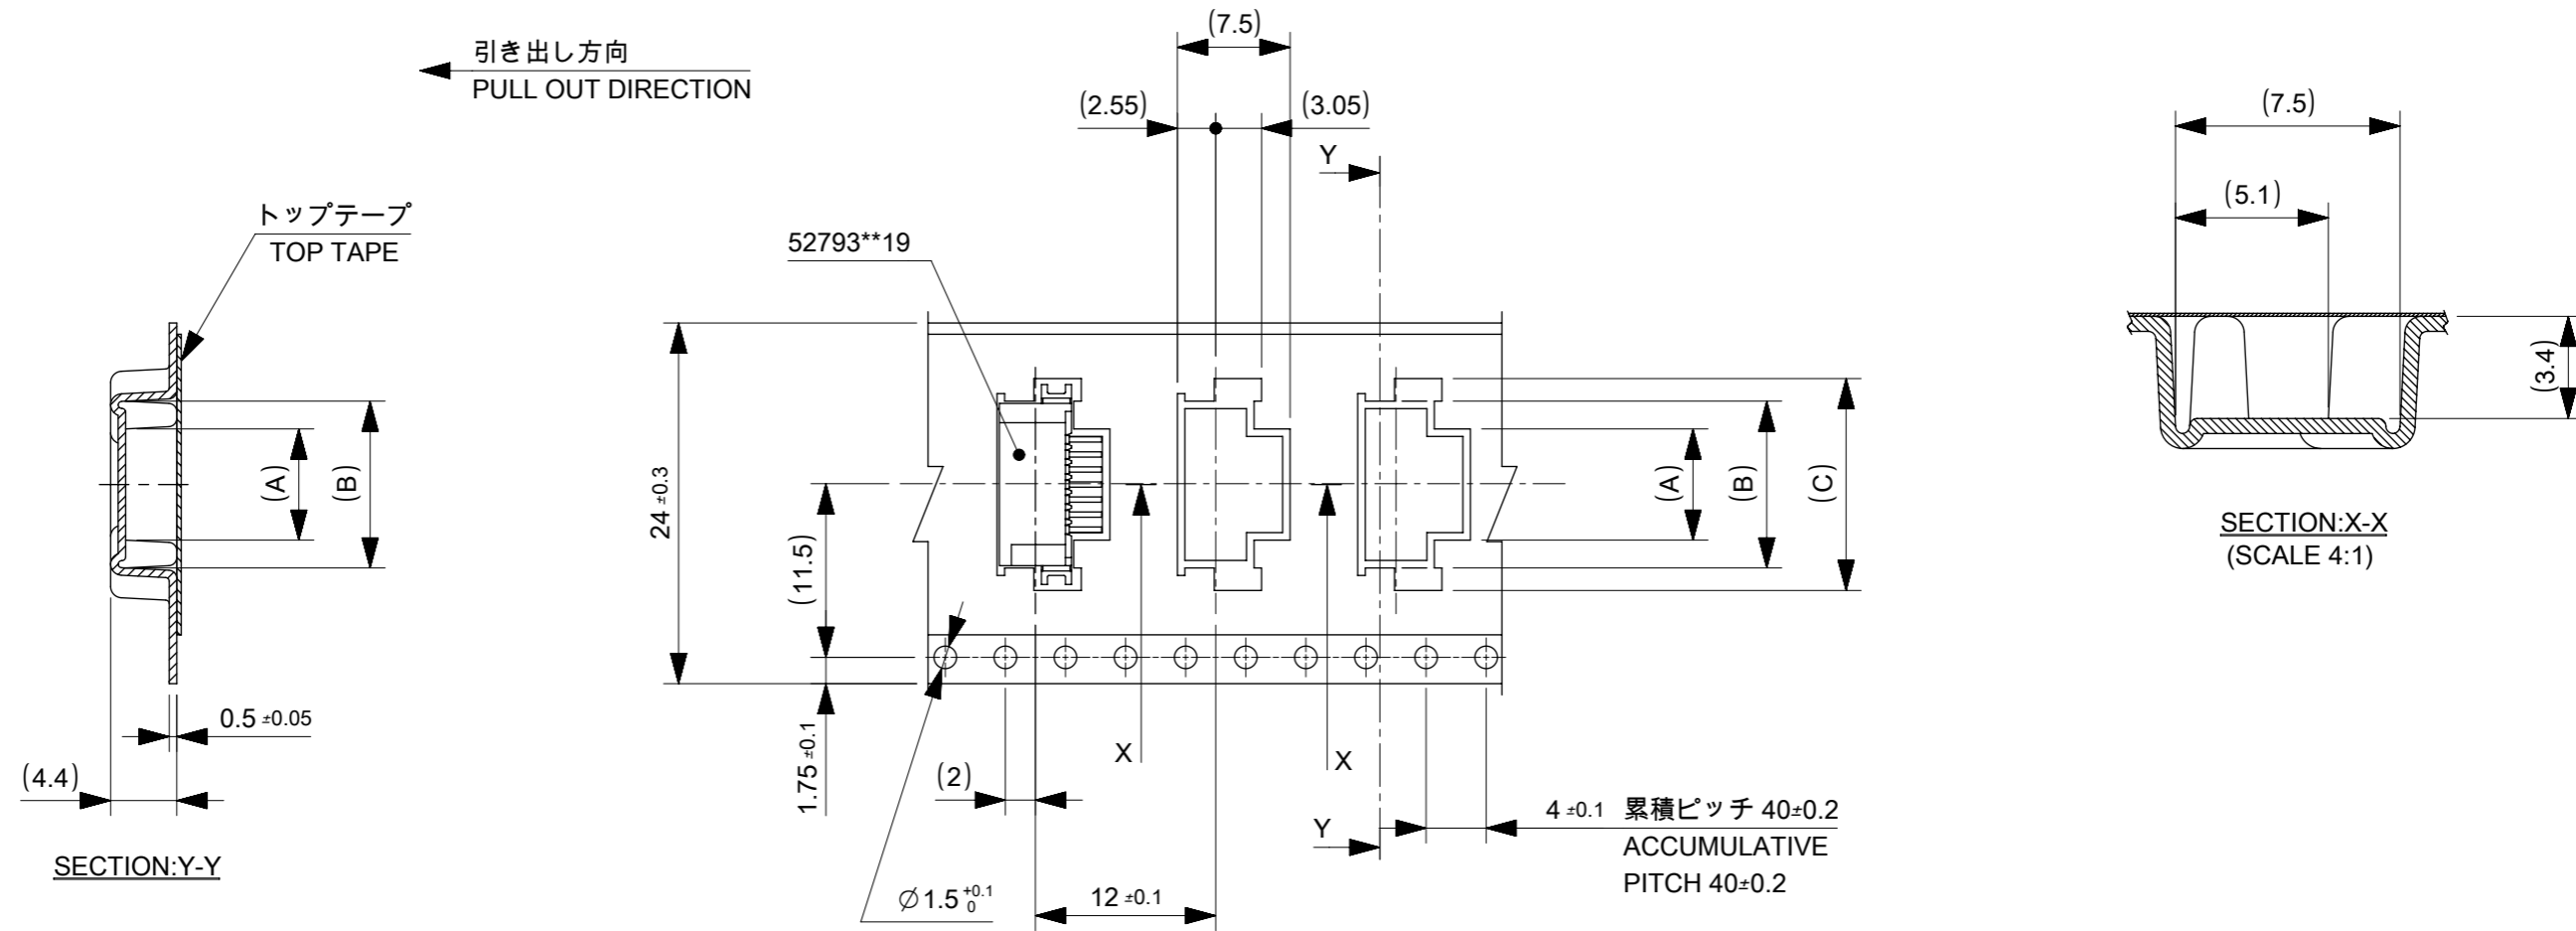 引き出し方向
PULL OUT DIRECTION
(7.5)
(2.55)
(3.05)
Y
(7.5)
(5.1)
(3.4)
SECTION:X-X
(SCALE 4:1)
トップテープ
TOP TAPE
52793**19
(A)
(B)
24 ±0.3
(11.5)
1.75 ±0.1
(A)
(B)
(C)
0.5 ±0.05
(4.4)
SECTION:Y-Y
X
X
(2)
Y
4 ±0.1 累積ピッチ 40±0.2
ACCUMULATIVE
PITCH 40±0.2
∅1.5 +0.1 0
12 ±0.1